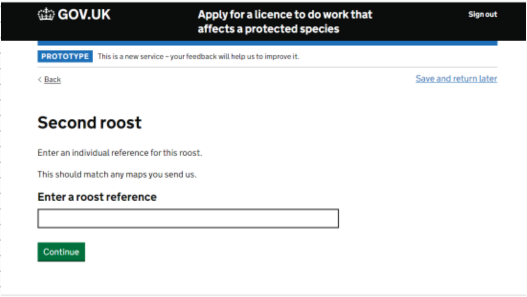 GOV.UK
Apply for a licence to do work that
affects a protected species
Sign out
PROTOTYPE This is a new service – your feedback will help us to improve it.
< Back
Save and return later
Second roost
Enter an individual reference for this roost.
This should match any maps you send us.
Enter a roost reference
Continue